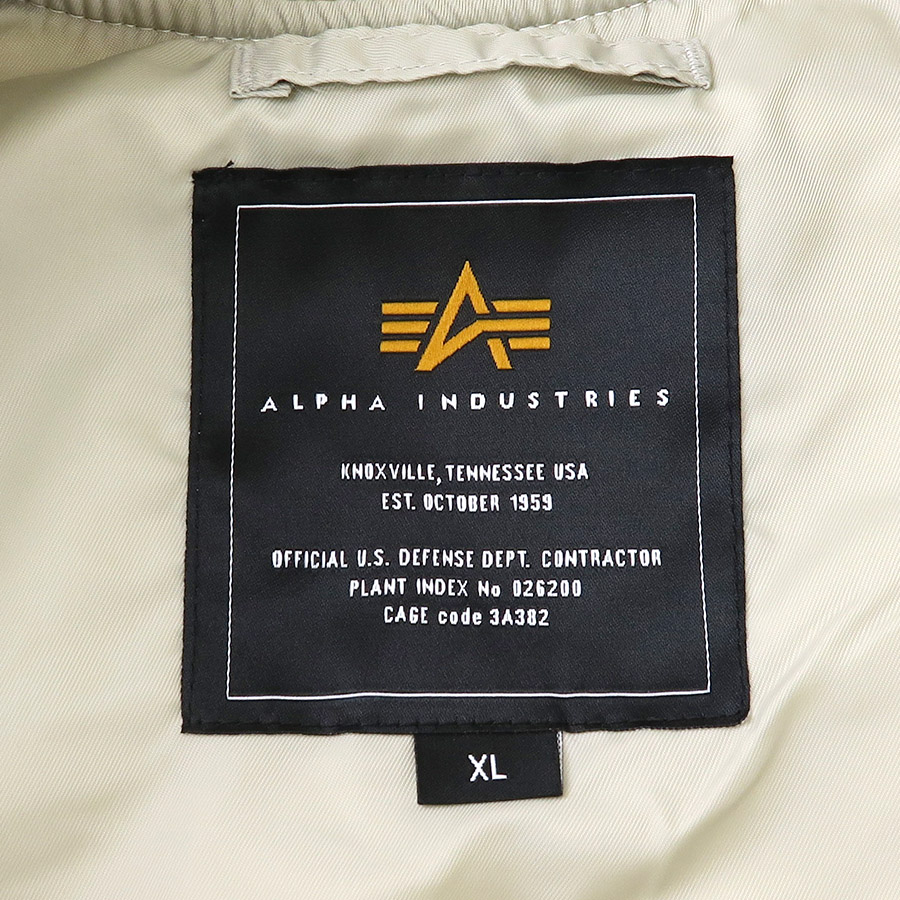 ALPHA INDUSTRIES
KNOXVILLE, TENNESSEE USA
EST. OCTOBER 1959
OFFICIAL U.S. DEFENSE DEPT. CONTRACTOR
PLANT INDEX No 026200
CAGE code 3A382
XL